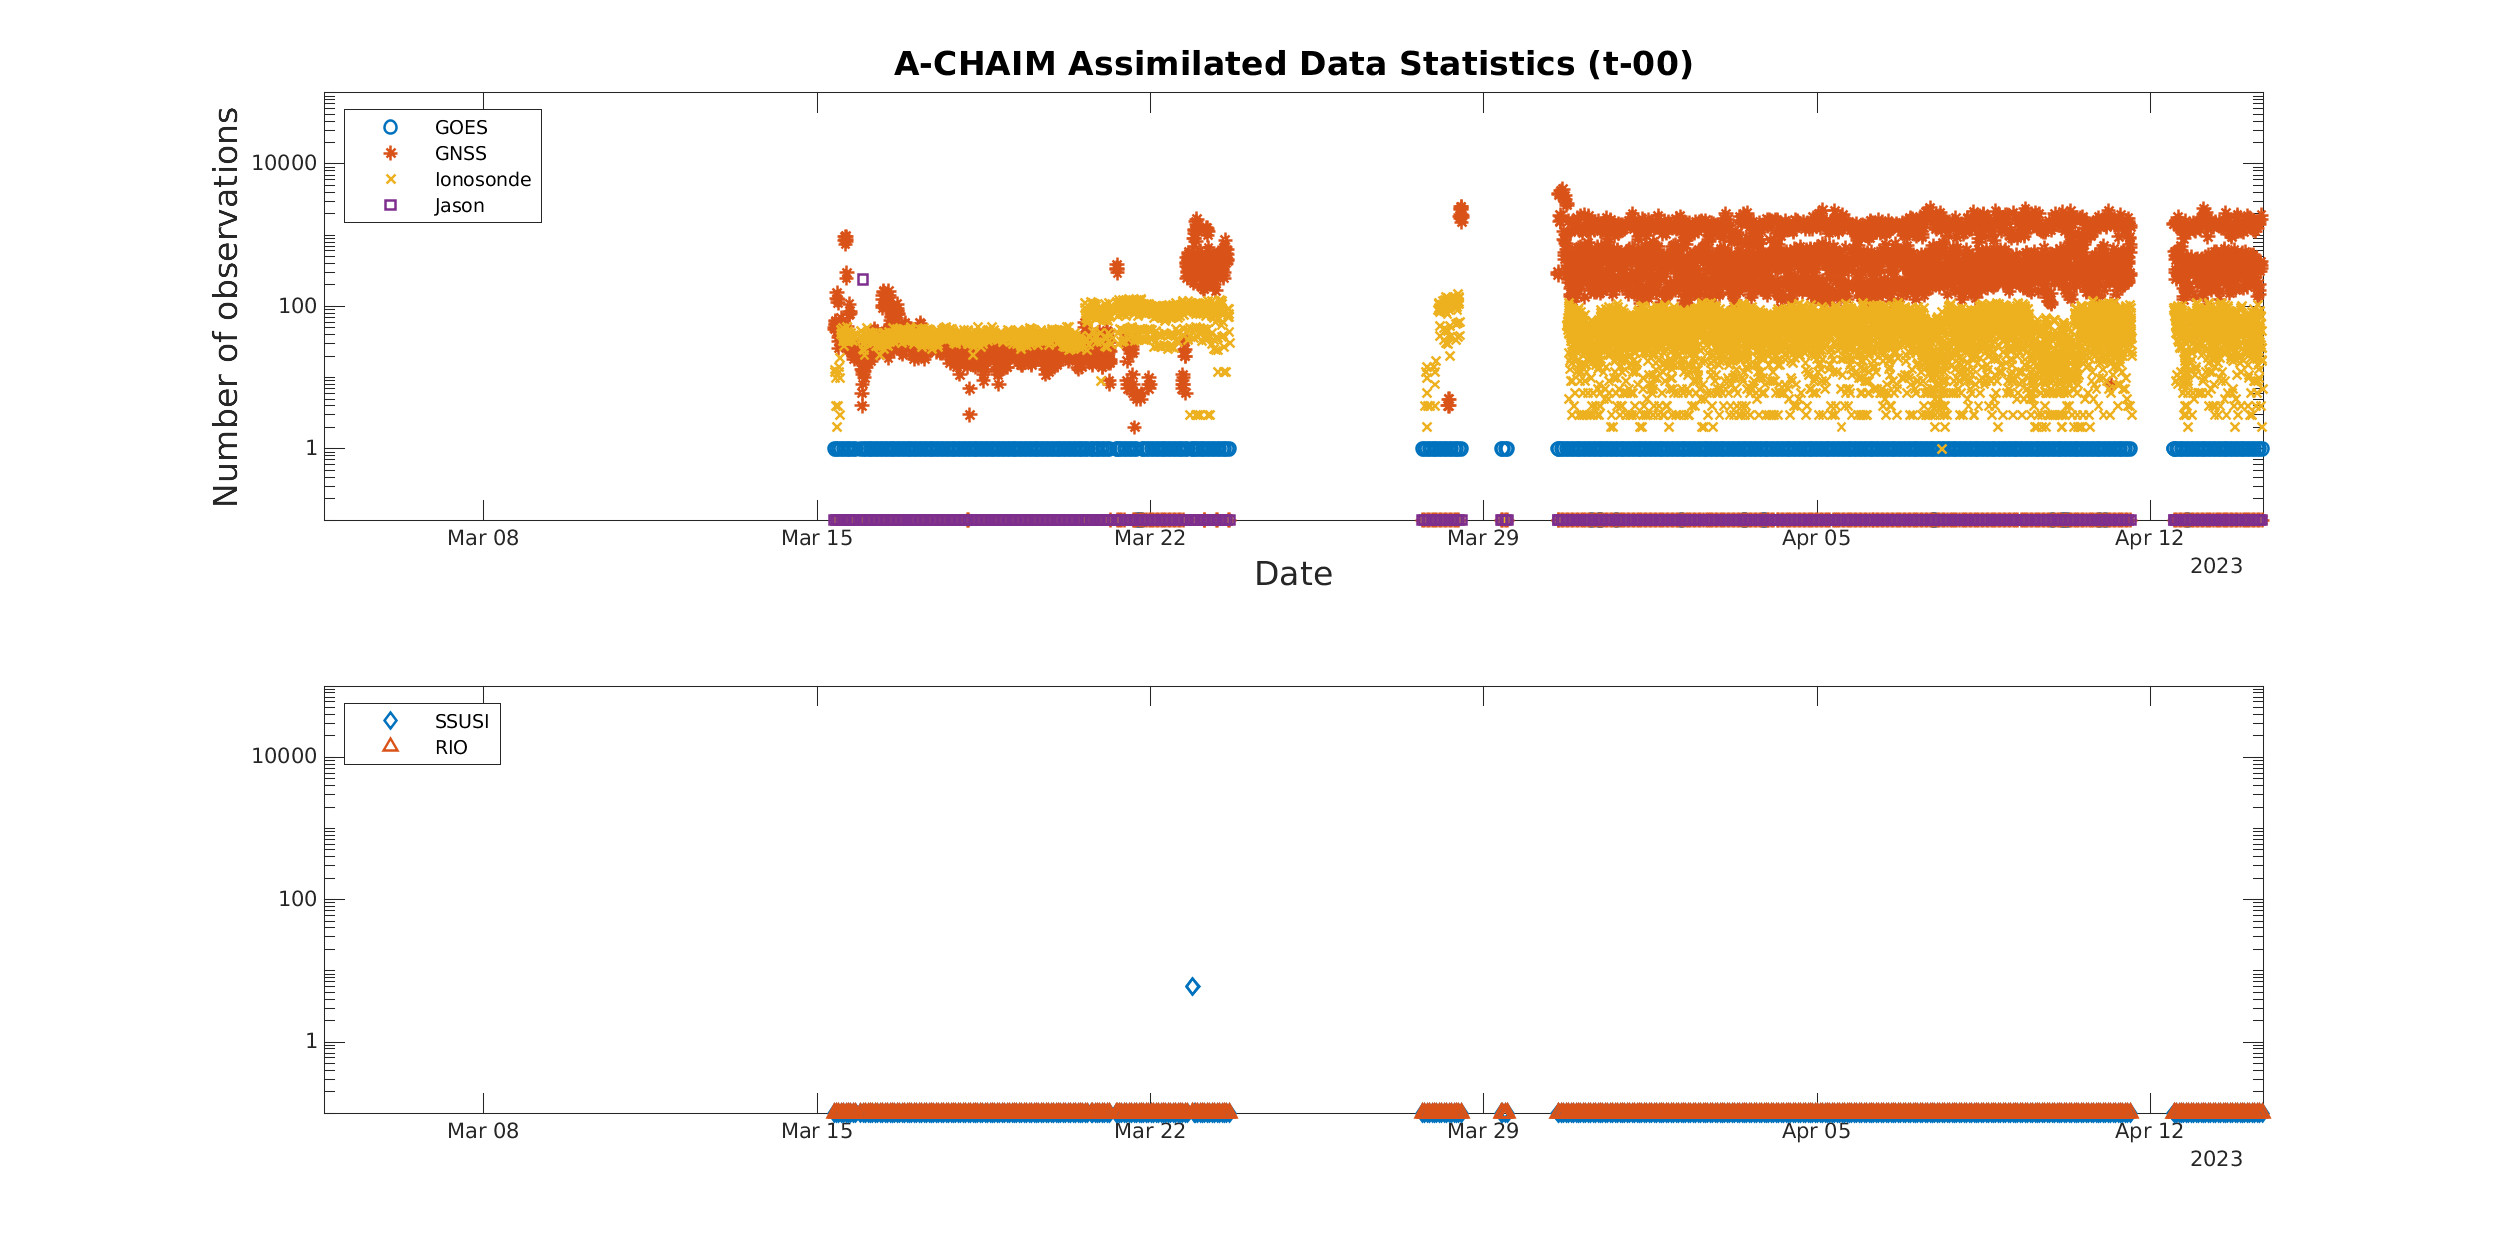 A-CHAIM Assimilated Data Statistics (t-00)
Number of observations
GOES
GNSS
Ionosonde
Jason
10000
100
1
Mar 08 Mar 15 Mar 22 Mar 29 Apr 05 Apr 12
2023
Date
SSUSI
RIO
10000
100
1
Mar 08 Mar 15 Mar 22 Mar 29 Apr 05 Apr 12
2023